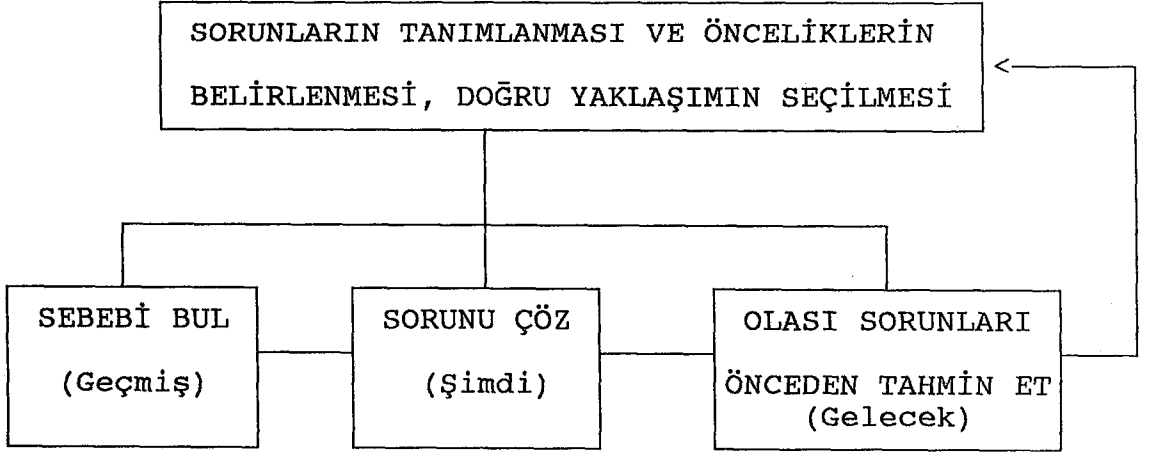 SORUNLARIN TANIMLANMASI VE ÖNCELİKLERİN
BELİRLENMESİ, DOĞRU YAKLAŞIMIN SEÇİLMESİ
SEBEBİ BUL
(Geçmiş)
SORUNU ÇÖZ
(Şimdi)
OLASI SORUNLARI
ÖNCEDEN TAHMİN ET
(Gelecek)